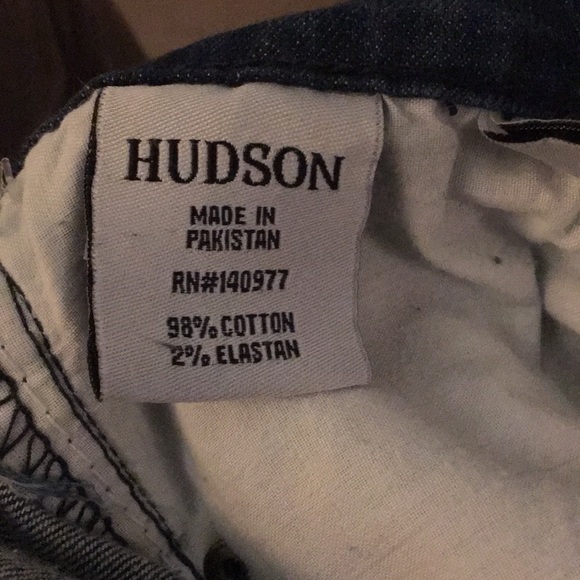 HUDSON
MADE IN
PAKISTAN
RN#140977
98% COTTON
2% ELASTAN